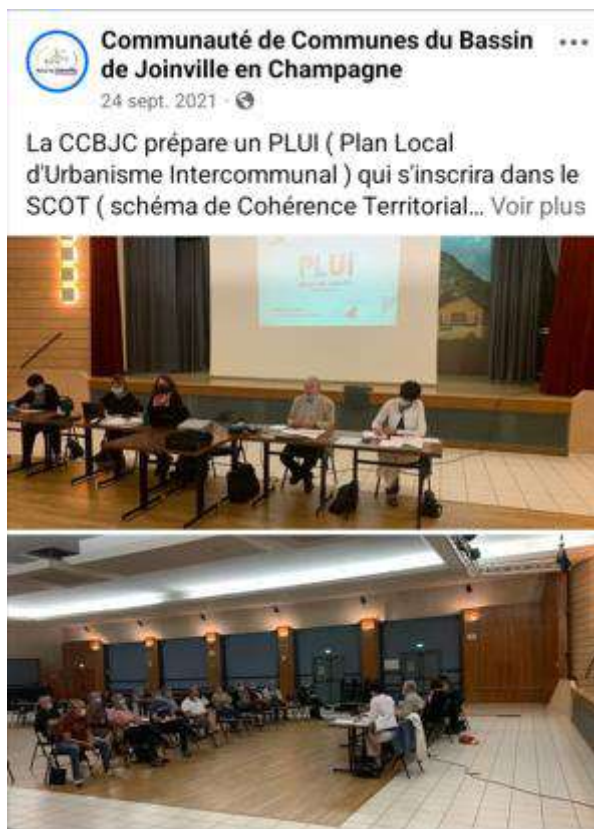 Communauté de Communes du Bassin
de Joinville en Champagne
24 sept. 2021
La CCBJC prépare un PLUI ( Plan Local
d'Urbanisme Intercommunal ) qui s'inscrira dans le
SCOT ( schéma de Cohérence Territorial... Voir plus
PLUi